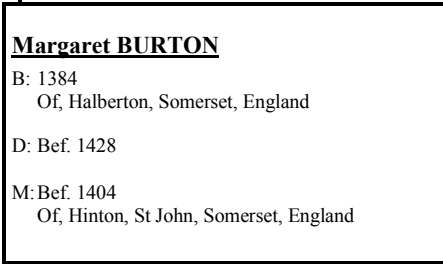 Margaret BURTON
B: 1384
Of, Halberton, Somerset, England
D: Bef. 1428
M: Bef. 1404
Of, Hinton, St John, Somerset, England